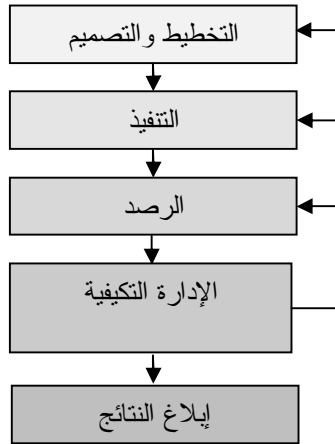 التخطيط والتصميم
التنفيذ
الرصد
الإدارة التكيفية
إبلاغ النتائج